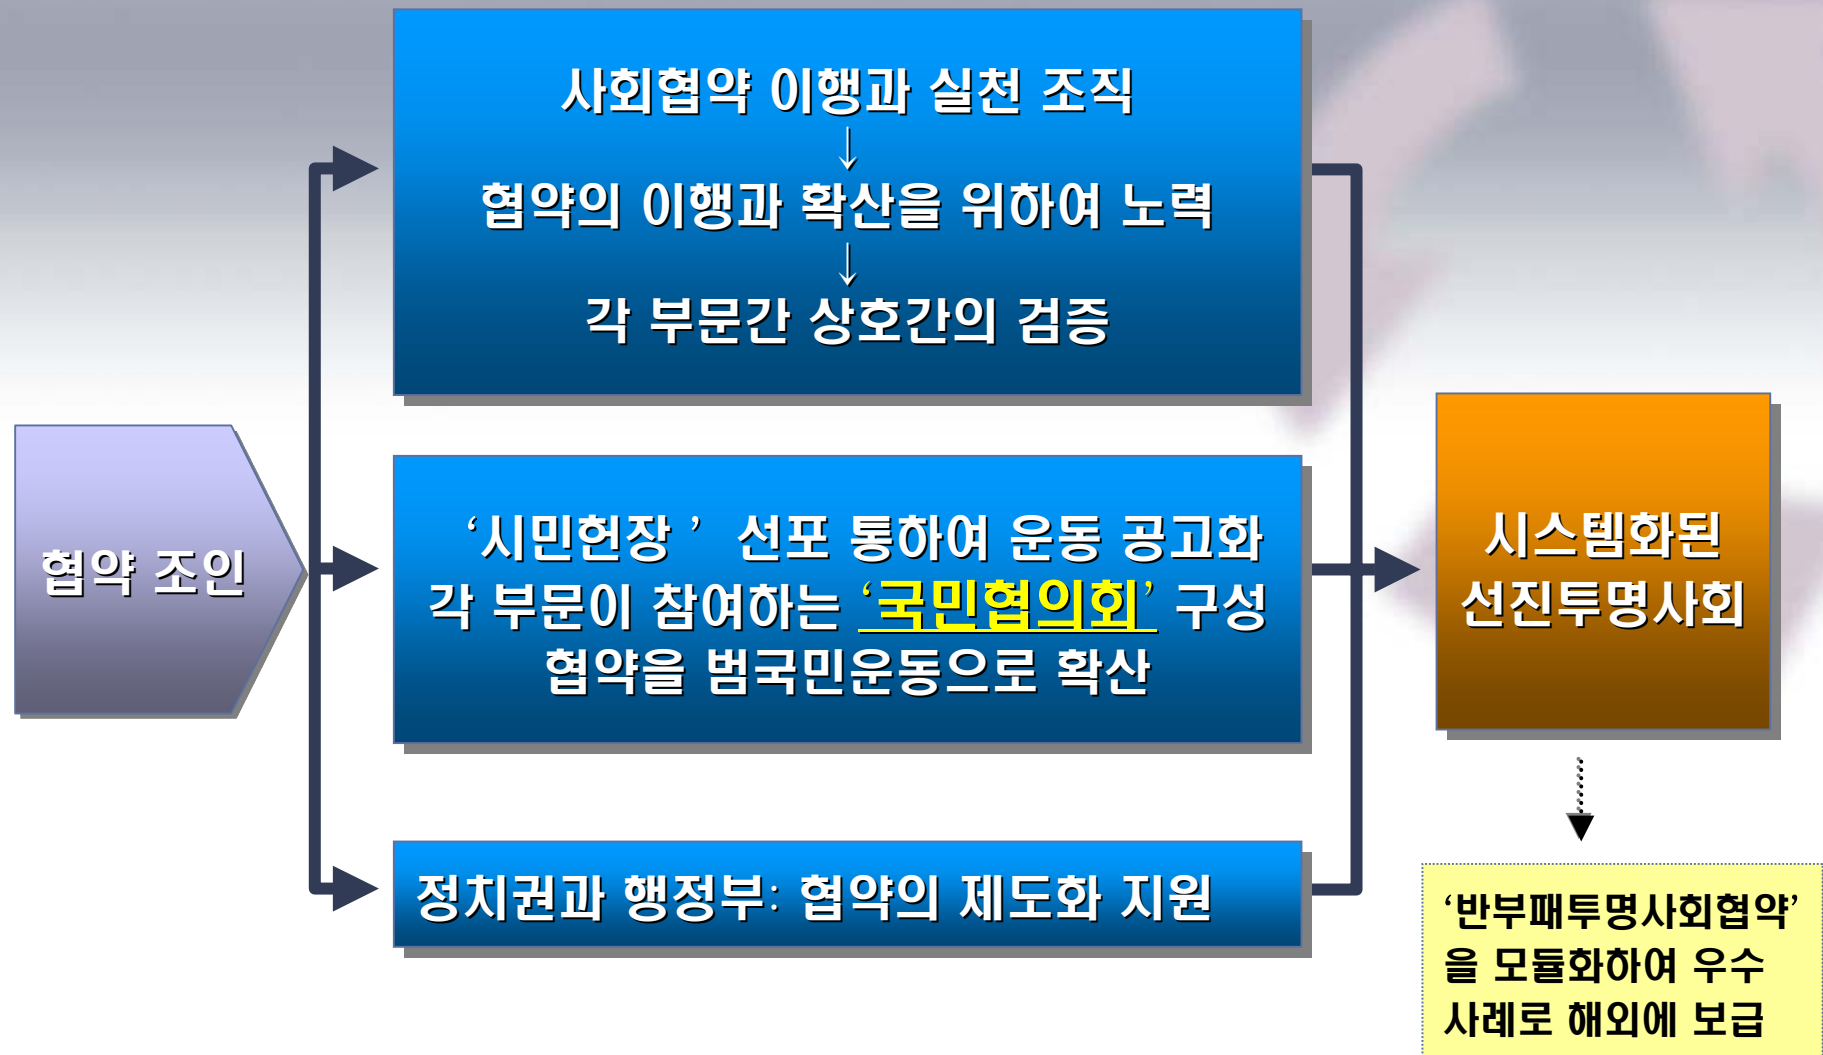 사회협약 이행과 실천 조직
↓
협약의 이행과 확산을 위하여 노력
↓
각 부문간 상호간의 검증
협약 조인
‘시민헌장 ’ 선포 통하여 운동 공고화
각 부문이 참여하는 ‘국민협의회’ 구성
협약을 범국민운동으로 확산
시스템화된
선진투명사회
정치권과 행정부: 협약의 제도화 지원
‘반부패투명사회협약’
을 모듈화하여 우수
사례로 해외에 보급